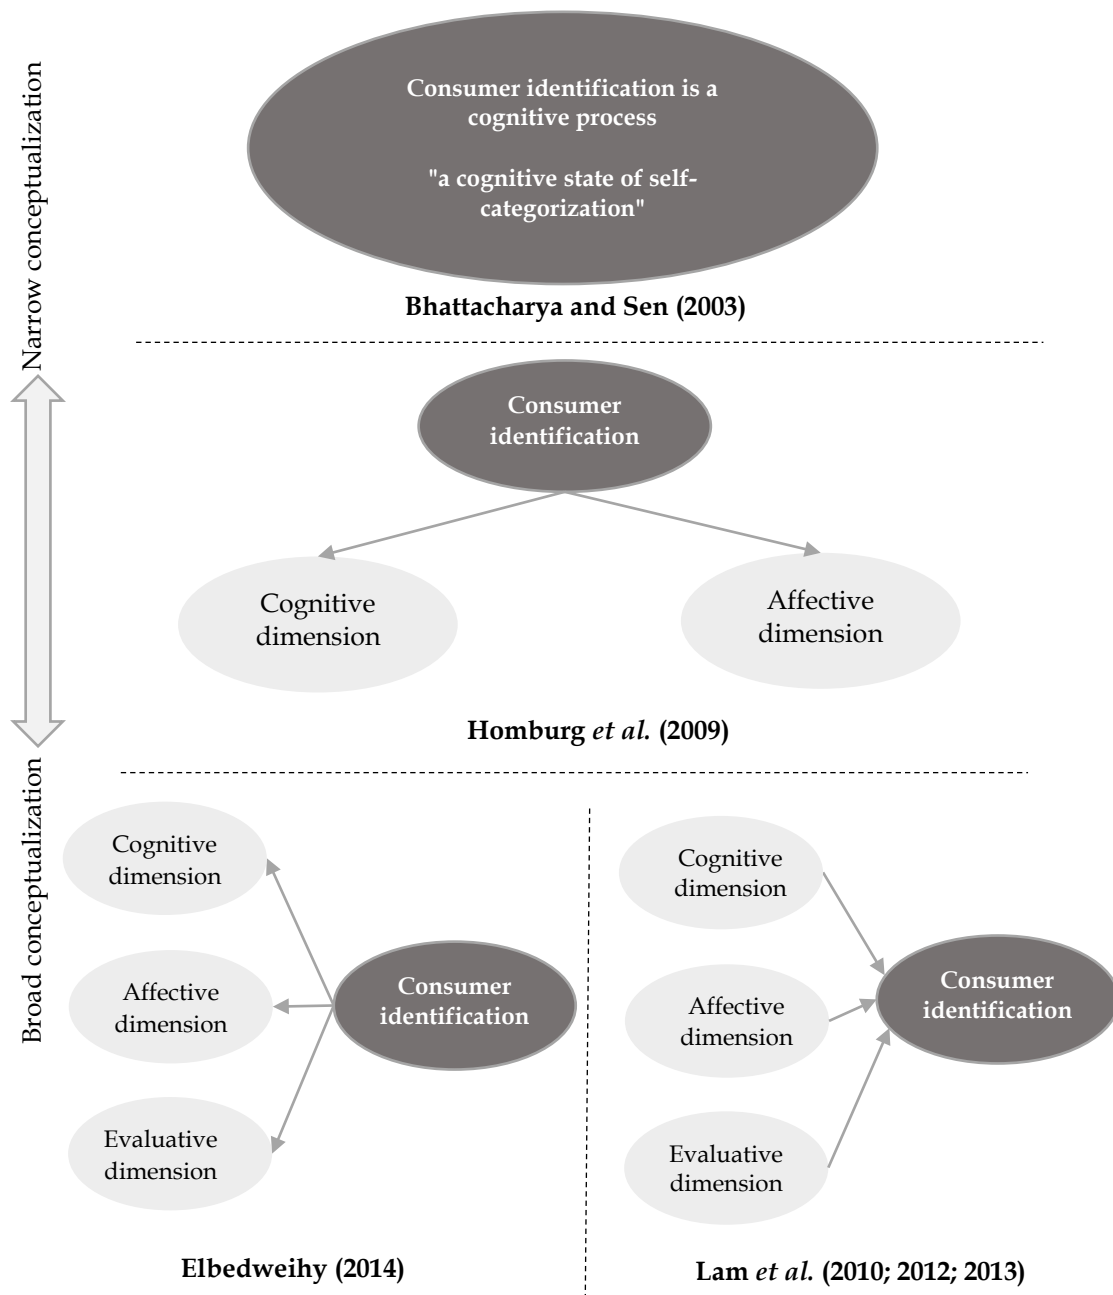 Narrow conceptualization
Consumer identification is a
cognitive process
"a cognitive state of self-
categorization"
Bhattacharya and Sen (2003)
Consumer
identification
Cognitive
dimension
Affective
dimension
Homburg et al. (2009)
Broad conceptualization
Cognitive
dimension
Affective
dimension
Evaluative
dimension
Consumer
identification
Elbedweihy (2014)
Cognitive
dimension
Affective
dimension
Evaluative
dimension
Consumer
identification
Lam et al. (2010; 2012; 2013)